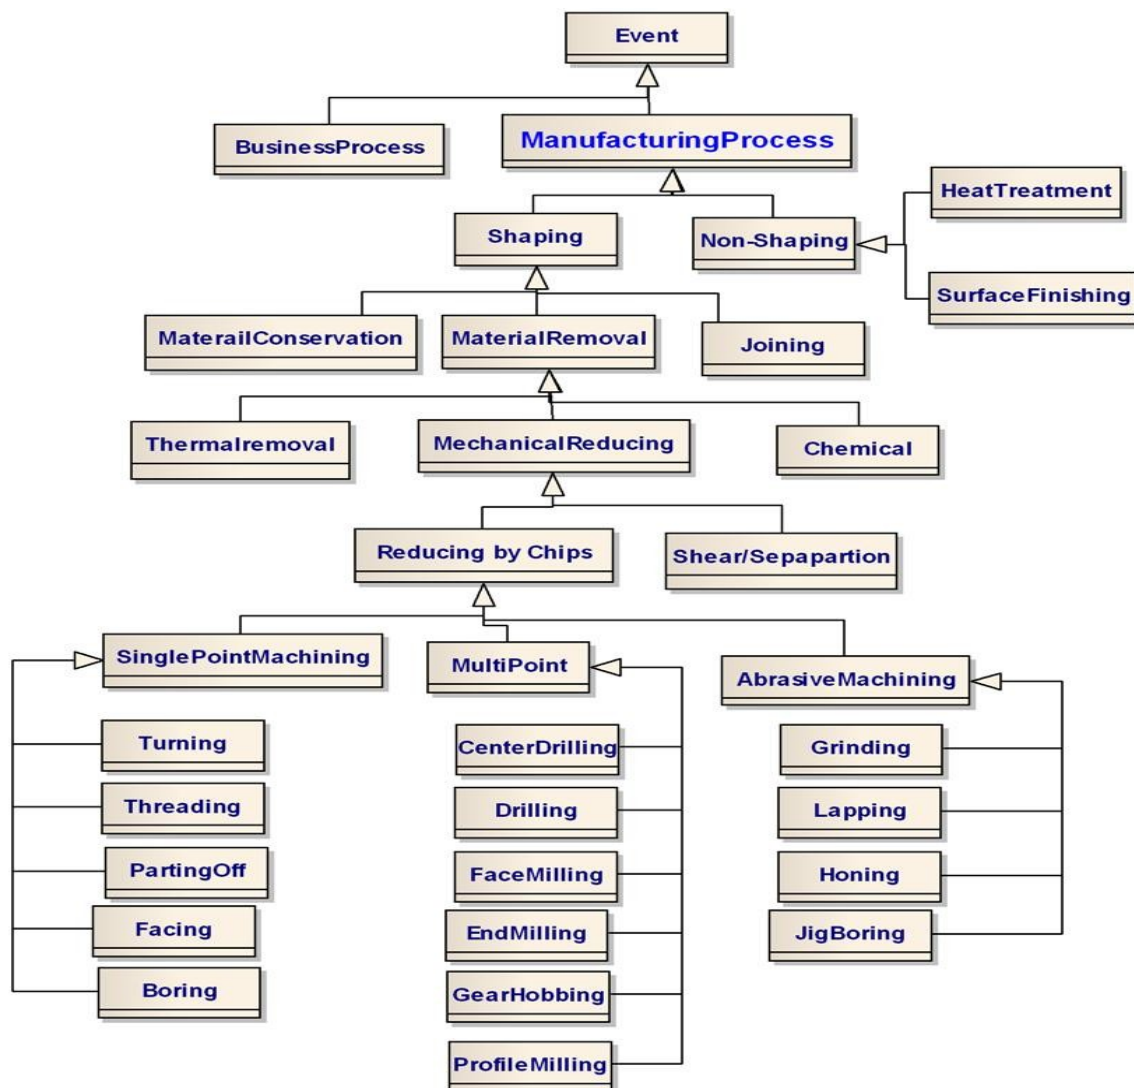 Event
BusinessProcess
ManufacturingProcess
HeatTreatment
Shaping
Non-Shaping
SurfaceFinishing
MaterailConservation
MaterialRemoval
Joining
Thermalremoval
MechanicalReducing
Chemical
Reducing by Chips
Shear/Sepapartion
SinglePointMachining
MultiPoint
AbrasiveMachining
Turning
Threading
PartingOff
Facing
Boring
CenterDrilling
Drilling
FaceMilling
EndMilling
GearHobbing
ProfileMilling
Grinding
Lapping
Honing
JigBoring